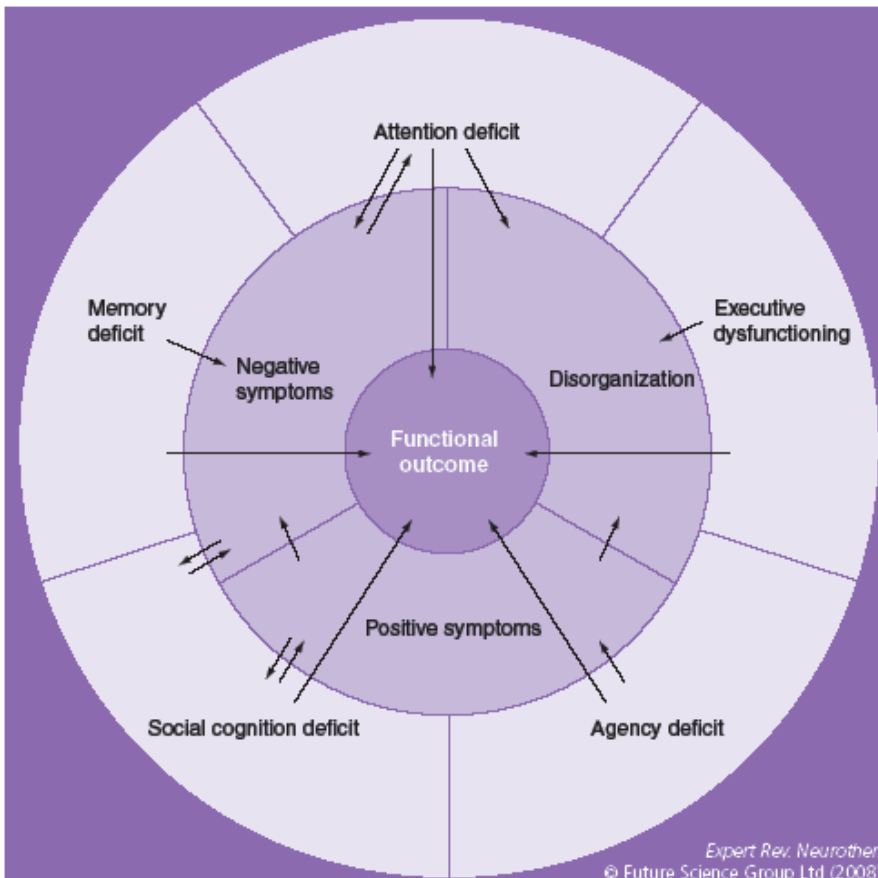 Attention deficit
Memory
deficit
Executive
dysfunctioning
Negative
symptoms
Disorganization
Functional
outcome
Positive symptoms
Social cognition deficit
Agency deficit
Expert Rev. Neurother
© Future Science Group Ltd (2008